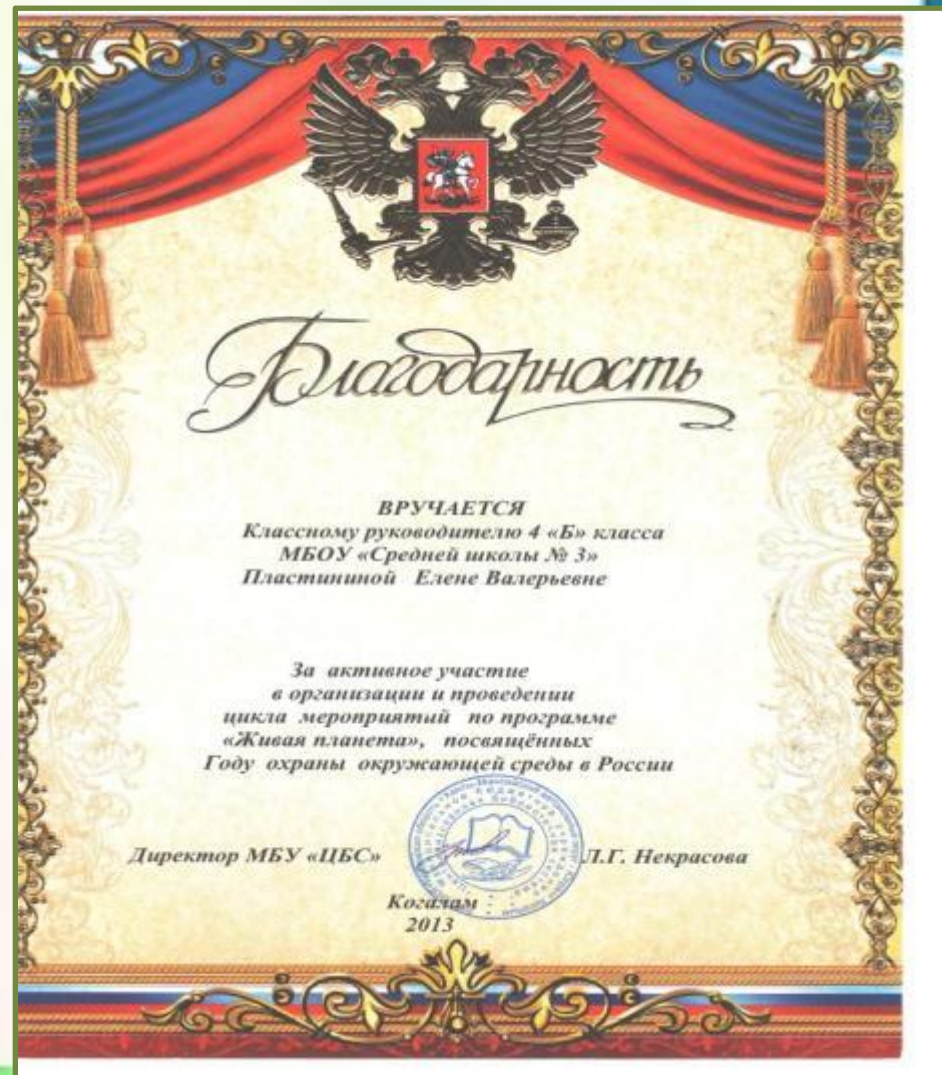 Благодарность
ВРУЧАЕТСЯ
Классному руководителю 4 «Б» класса
МБОУ «Средней школы № 3»
Пластининой Елене Валерьевне
За активное участие
в организации и проведении
цикла мероприятый по программе
«Живая планета», посвящённых
Году охраны окружающей среды в России
Директор МБУ «ЦБС» Л.Г. Некрасова
Когалам
2013